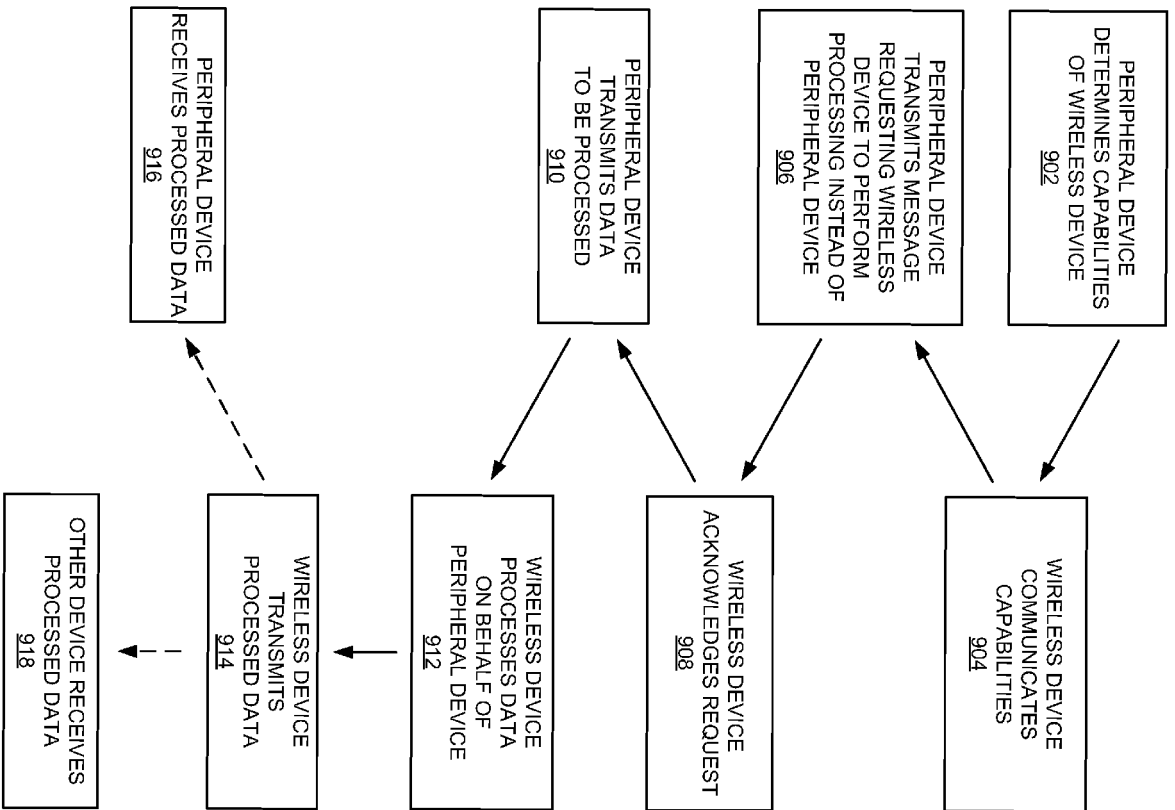 PERIPHERAL DEVICE
DETERMINES CAPABILITIES
OF WIRELESS DEVICE
902
WIRELESS DEVICE
COMMUNICATES
CAPABILITIES
904
PERIPHERAL DEVICE
TRANSMITS MESSAGE
REQUESTING WIRELESS
DEVICE TO PERFORM
PROCESSING INSTEAD OF
PERIPHERAL DEVICE
906
WIRELESS DEVICE
ACKNOWLEDGES REQUEST
908
PERIPHERAL DEVICE
TRANSMITS DATA
TO BE PROCESSED
910
WIRELESS DEVICE
PROCESSES DATA
ON BEHALF OF
PERIPHERAL DEVICE
912
WIRELESS DEVICE
TRANSMITS
PROCESSED DATA
914
PERIPHERAL DEVICE
RECEIVES PROCESSED DATA
916
OTHER DEVICE RECEIVES
PROCESSED DATA
918